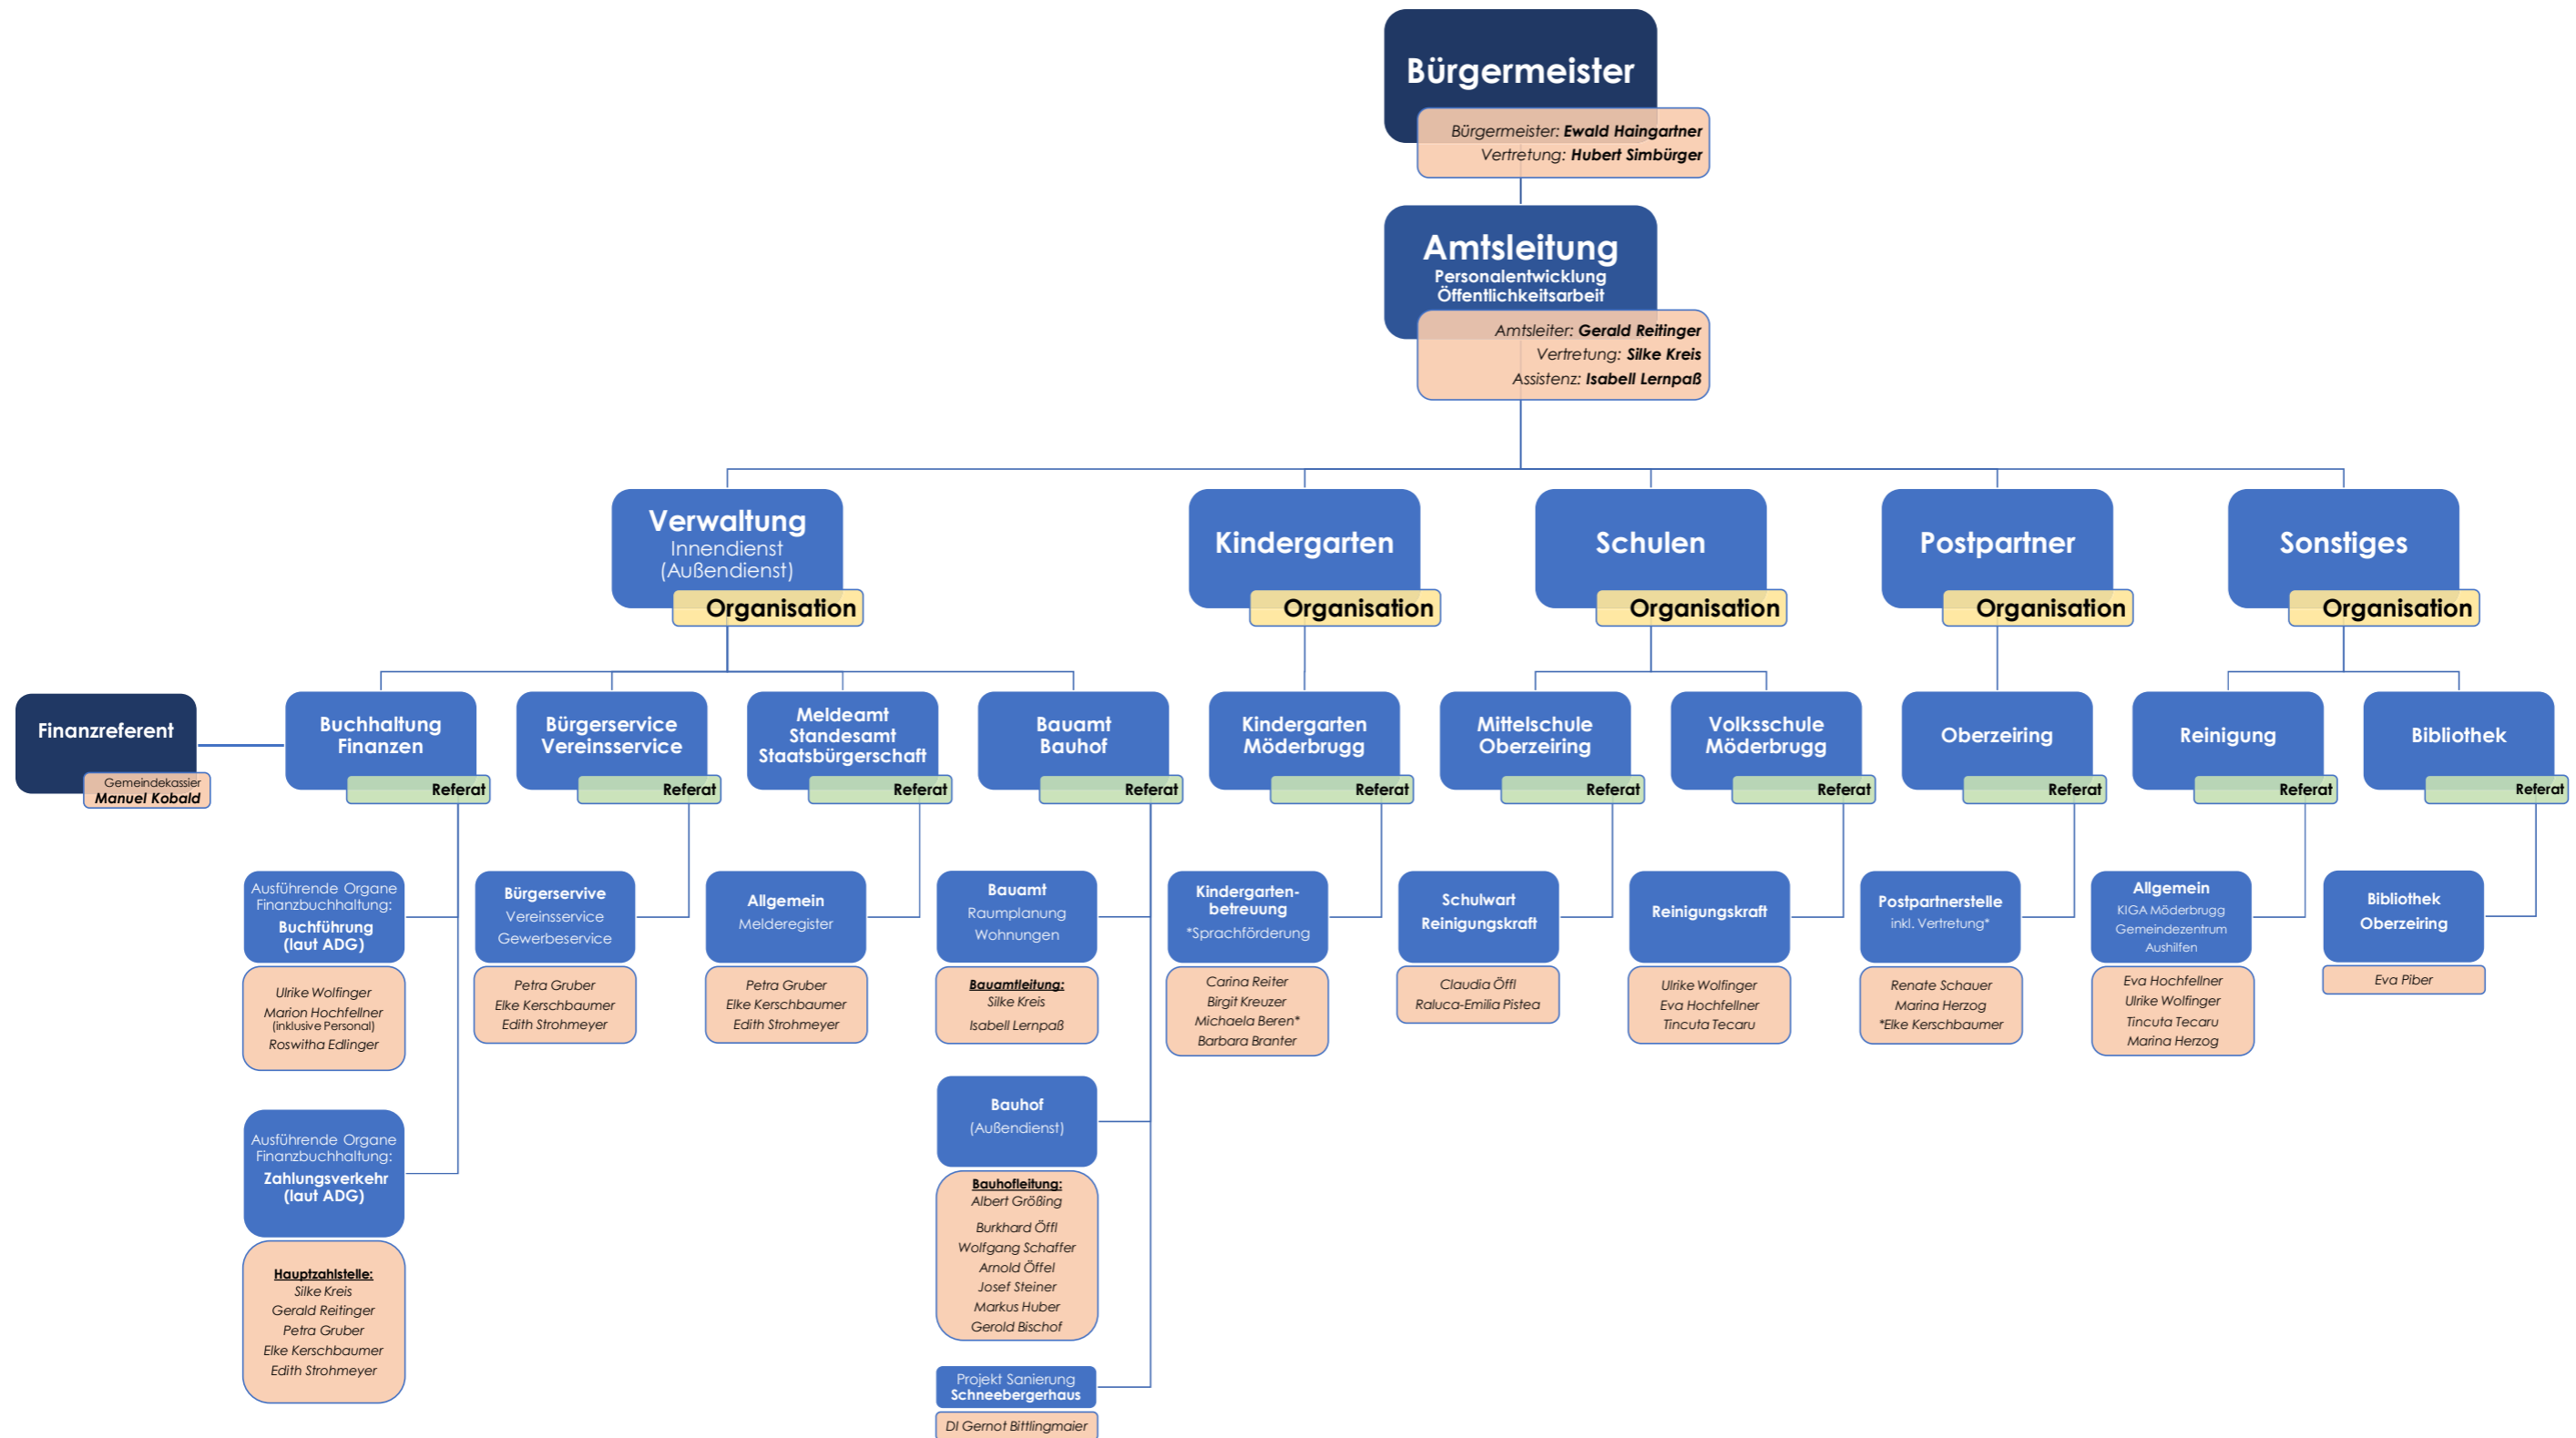 Bürgermeister
Bürgermeister: Ewald Haingartner
Vertretung: Hubert Simbürger
Amtsleitung
Personalentwicklung
Öffentlichkeitsarbeit
Amtsleiter: Gerald Reitinger
Vertretung: Silke Kreis
Assistenz: Isabell Lernpaß
Verwaltung
Innendienst
(Außendienst)
Organisation
Kindergarten
Organisation
Schulen
Organisation
Postpartner
Organisation
Sonstiges
Organisation
Finanzreferent
Gemeindekassier
Manuel Kobald
Buchhaltung
Finanzen
Referat
Bürgerservice
Vereinsservice
Referat
Meldeamt
Standesamt
Staatsbürgerschaft
Referat
Bauamt
Bauhof
Referat
Kindergarten
Möderbrugg
Referat
Mittelschule
Oberzeiring
Referat
Volksschule
Möderbrugg
Referat
Oberzeiring
Referat
Reinigung
Referat
Bibliothek
Referat
Ausführende Organe
Finanzbuchhaltung:
Buchführung
(laut ADG)
Ulrike Wolfinger
Marion Hochfellner
(inklusive Personal)
Roswitha Edlinger
Ausführende Organe
Finanzbuchhaltung:
Zahlungsverkehr
(laut ADG)
Hauptzahlstelle:
Silke Kreis
Gerald Reitinger
Petra Gruber
Elke Kerschbaumer
Edith Strohmeyer
Bürgerservive
Vereinsservice
Gewerbeservice
Petra Gruber
Elke Kerschbaumer
Edith Strohmeyer
Allgemein
Melderegister
Petra Gruber
Elke Kerschbaumer
Edith Strohmeyer
Bauamt
Raumplanung
Wohnungen
Bauamtleitung:
Silke Kreis
Isabell Lernpaß
Bauhof
(Außendienst)
Bauhofleitung:
Albert Größing
Burkhard Öffl
Wolfgang Schaffer
Arnold Öffel
Josef Steiner
Markus Huber
Gerold Bischof
Projekt Sanierung
Schneebergerhaus
DI Gernot Bittlingmaier
Kindergarten-
betreuung
*Sprachförderung
Carina Reiter
Birgit Kreuzer
Michaela Beren*
Barbara Branter
Schulwart
Reinigungskraft
Claudia Öffl
Raluca-Emilia Pistea
Reinigungskraft
Ulrike Wolfinger
Eva Hochfellner
Tincuta Tecaru
Postpartnerstelle
inkl. Vertretung*
Renate Schauer
Marina Herzog
*Elke Kerschbaumer
Allgemein
KIGA Möderbrugg
Gemeindezentrum
Aushilfen
Eva Hochfellner
Ulrike Wolfinger
Tincuta Tecaru
Marina Herzog
Bibliothek
Oberzeiring
Eva Piber